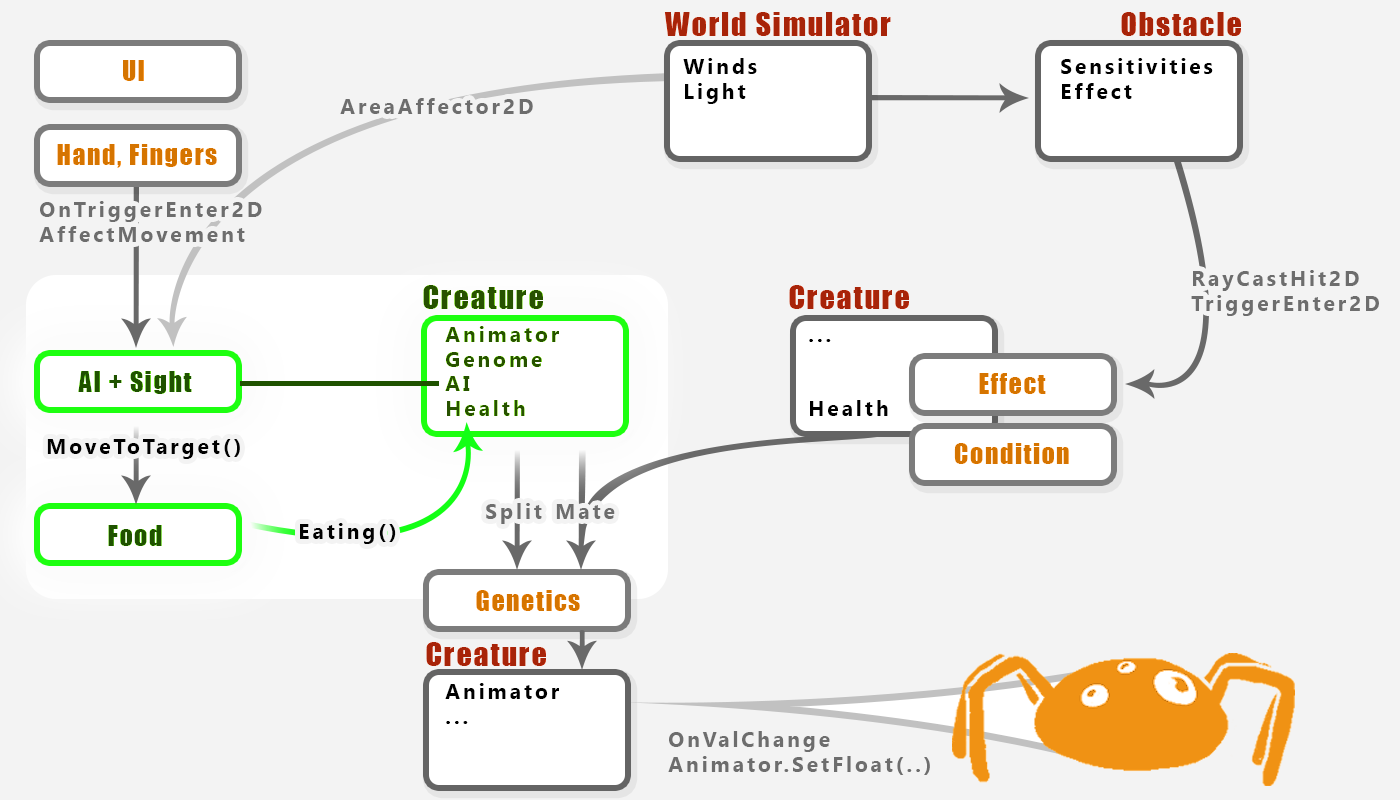 World Simulator
Obstacle
UI
Winds
Light
Sensitivities
Effect
AreaAffector2D
Hand, Fingers
OnTriggerEnter2D
AffectMovement
RayCastHit2D
TriggerEnter2D
Creature
Animator
Genome
AI
Health
Creature
...
Health
Effect
Condition
AI + Sight
MoveToTarget()
Food
Eating()
Split
Mate
Genetics
Creature
Animator
...
OnValChange
Animator.SetFloat(..)